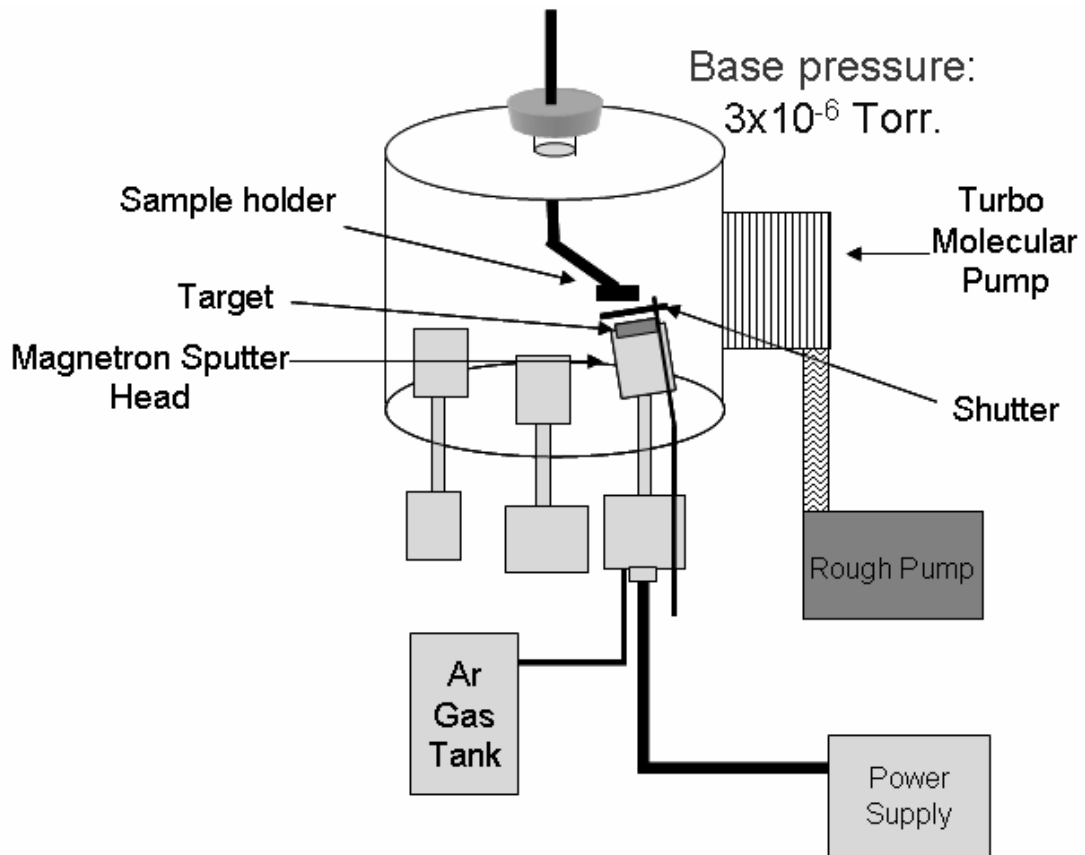 Base pressure:
3x10⁻⁶ Torr.
Sample holder
Turbo
Molecular
Pump
Target
Magnetron Sputter
Head
Shutter
Rough Pump
Ar
Gas
Tank
Power
Supply